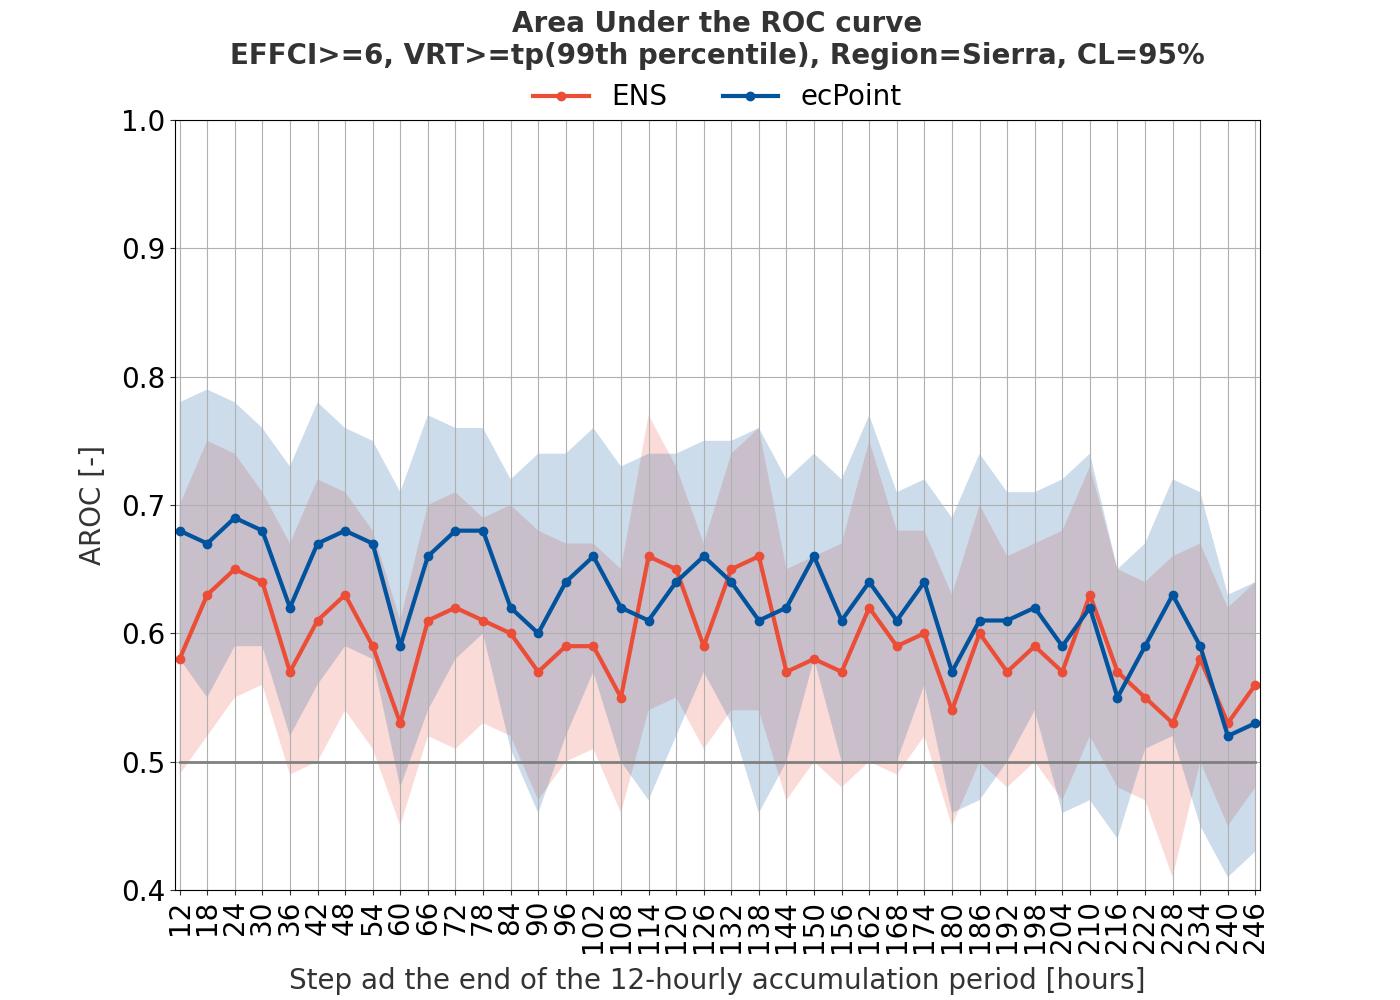 Area Under the ROC curve
EFFCI>=6, VRT>=tp(99th percentile), Region=Sierra, CL=95%
ENS ecPoint
1.0
0.9
0.8
0.7
0.6
0.5
0.4
AROC [-]
12 18 24 30 36 42 48 54 60 66 72 78 84 90 96 102 108 114 120 126 132 138 144 150 156 162 168 174 180 186 192 198 204 210 216 222 228 234 240 246
Step ad the end of the 12-hourly accumulation period [hours]